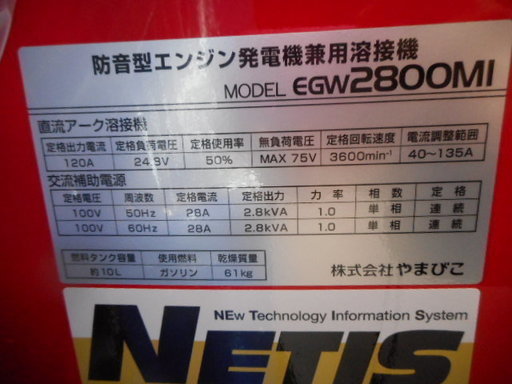 防音型エンジン発電機兼用溶接機
MODEL EGW2800MI
直流アーク溶接機
定格出力電流 定格負荷電圧 定格使用率 無負荷電圧 定格回転速度 電流調整範囲
120A 24.8V 50% MAX 75V 3600min⁻¹ 40~135A
交流補助電源
定格電圧 周波数 定格電流 定格出力 力率 相数 定格
100V 50Hz 28A 2.8kVA 1.0 単相 連続
100V 60Hz 28A 2.8kVA 1.0 単相 連続
燃料タンク容量 使用燃料 乾燥質量
約10L ガソリン 61kg
株式会社 やまびこ
NEw Technology Information System
NETIS